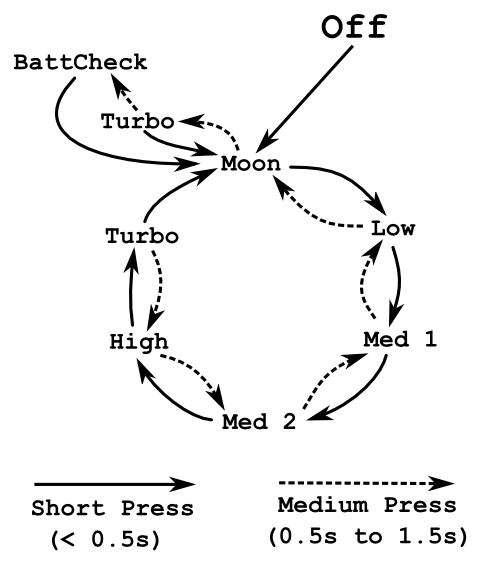 Off
BattCheck
Turbo
Moon
Turbo
Low
High
Med 1
Med 2
Short Press
(< 0.5s)
Medium Press
(0.5s to 1.5s)